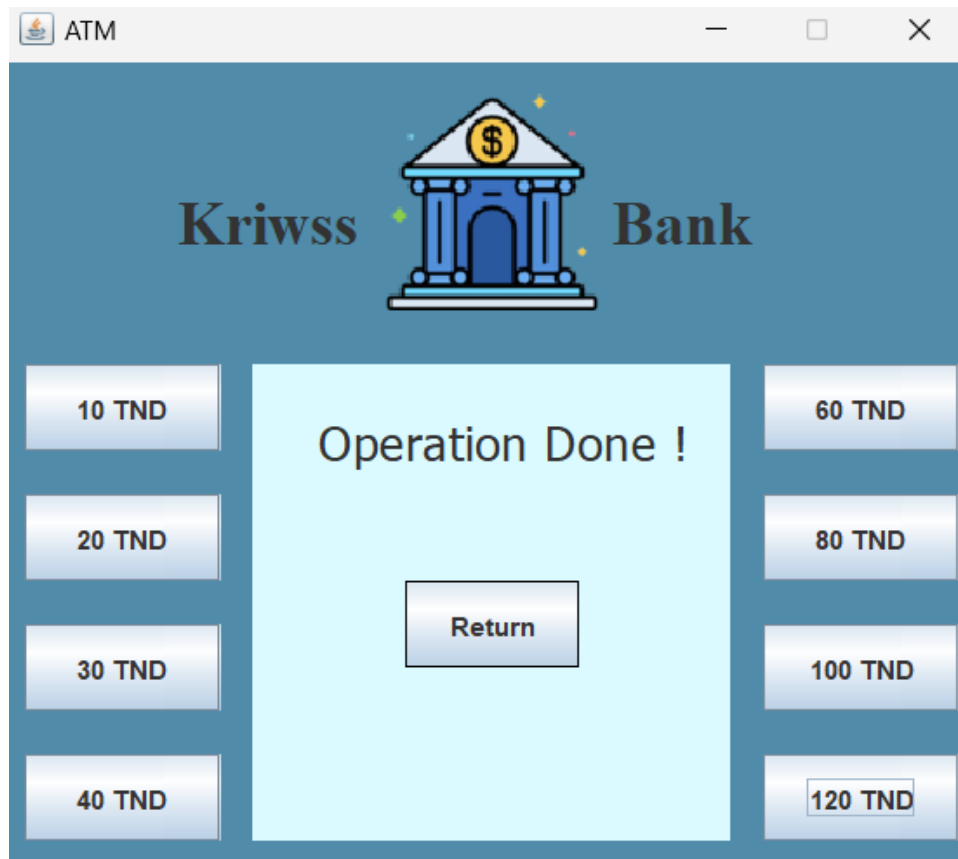 ATM
$
Kriwss Bank
10 TND
20 TND
30 TND
40 TND
Operation Done !
Return
60 TND
80 TND
100 TND
120 TND